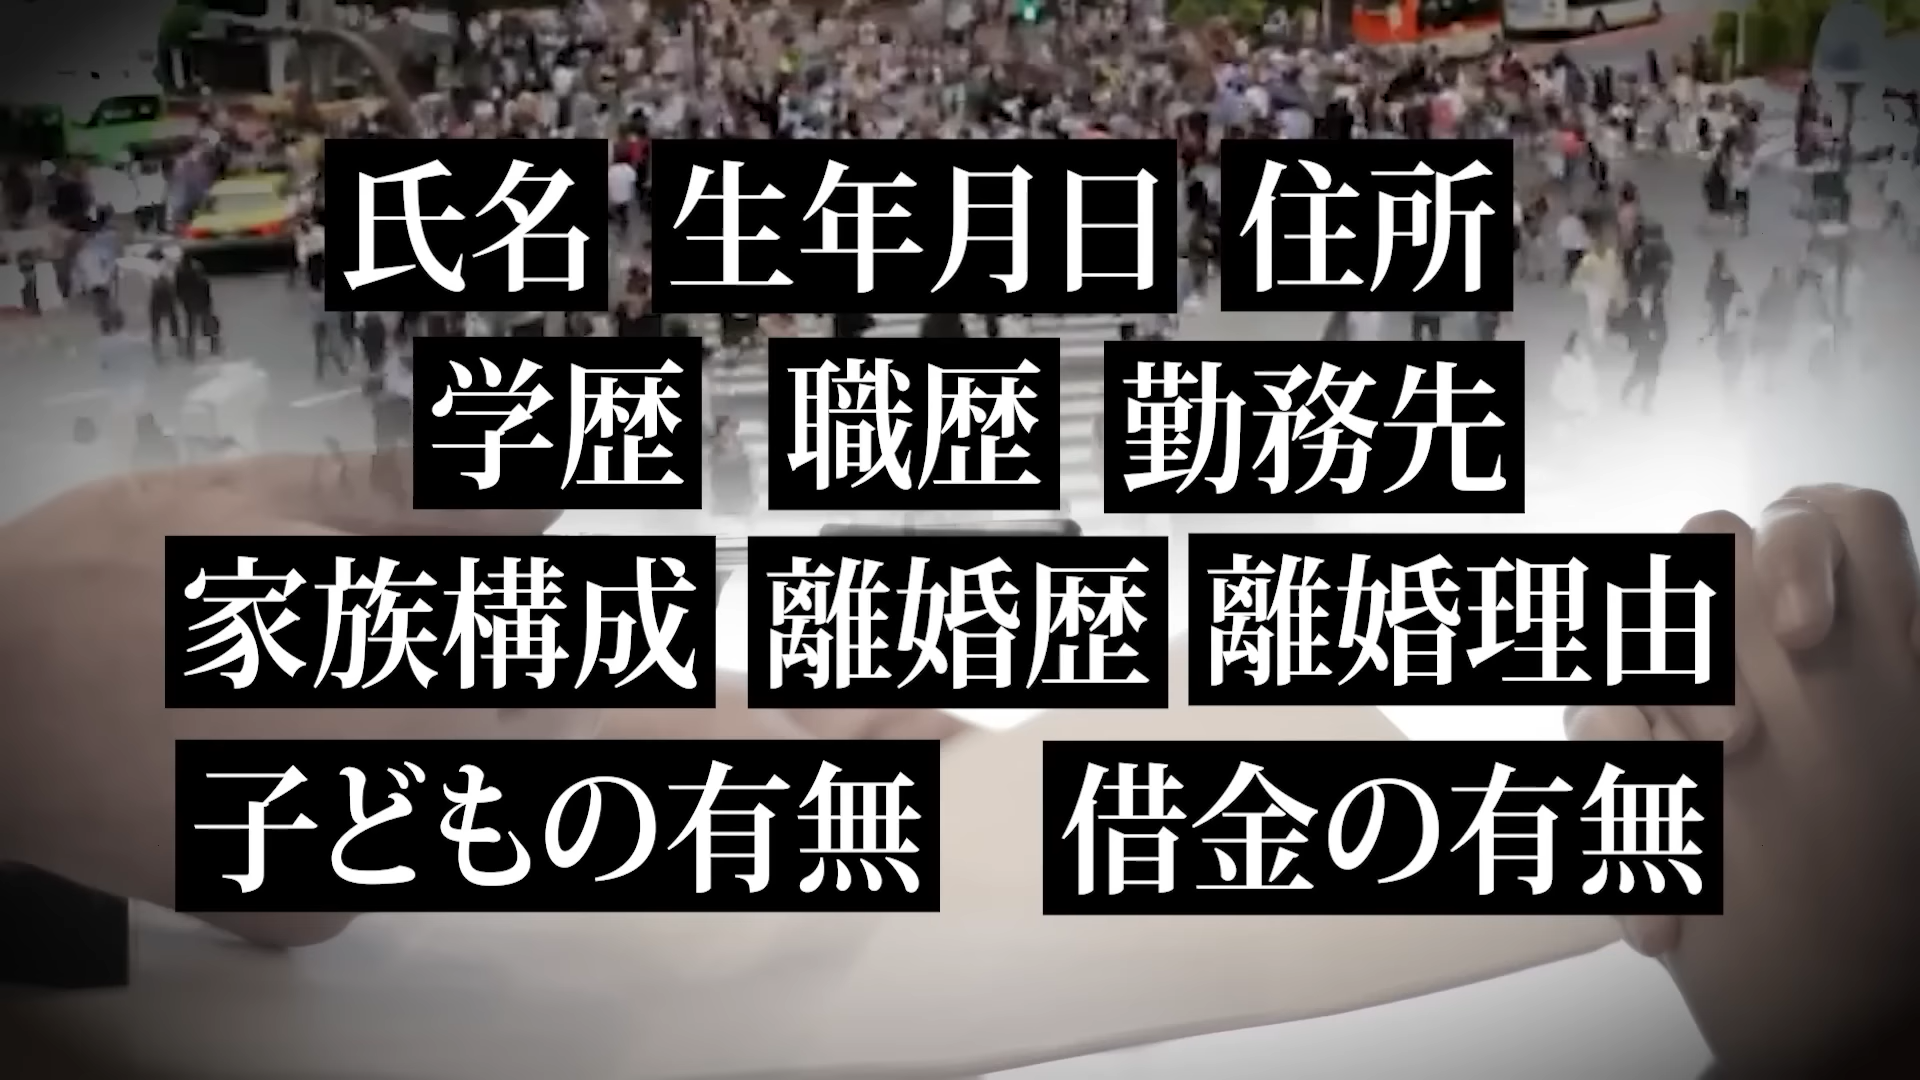 氏名 生年月日 住所
学歴 職歴 勤務先
家族構成 離婚歴 離婚理由
子どもの有無 借金の有無